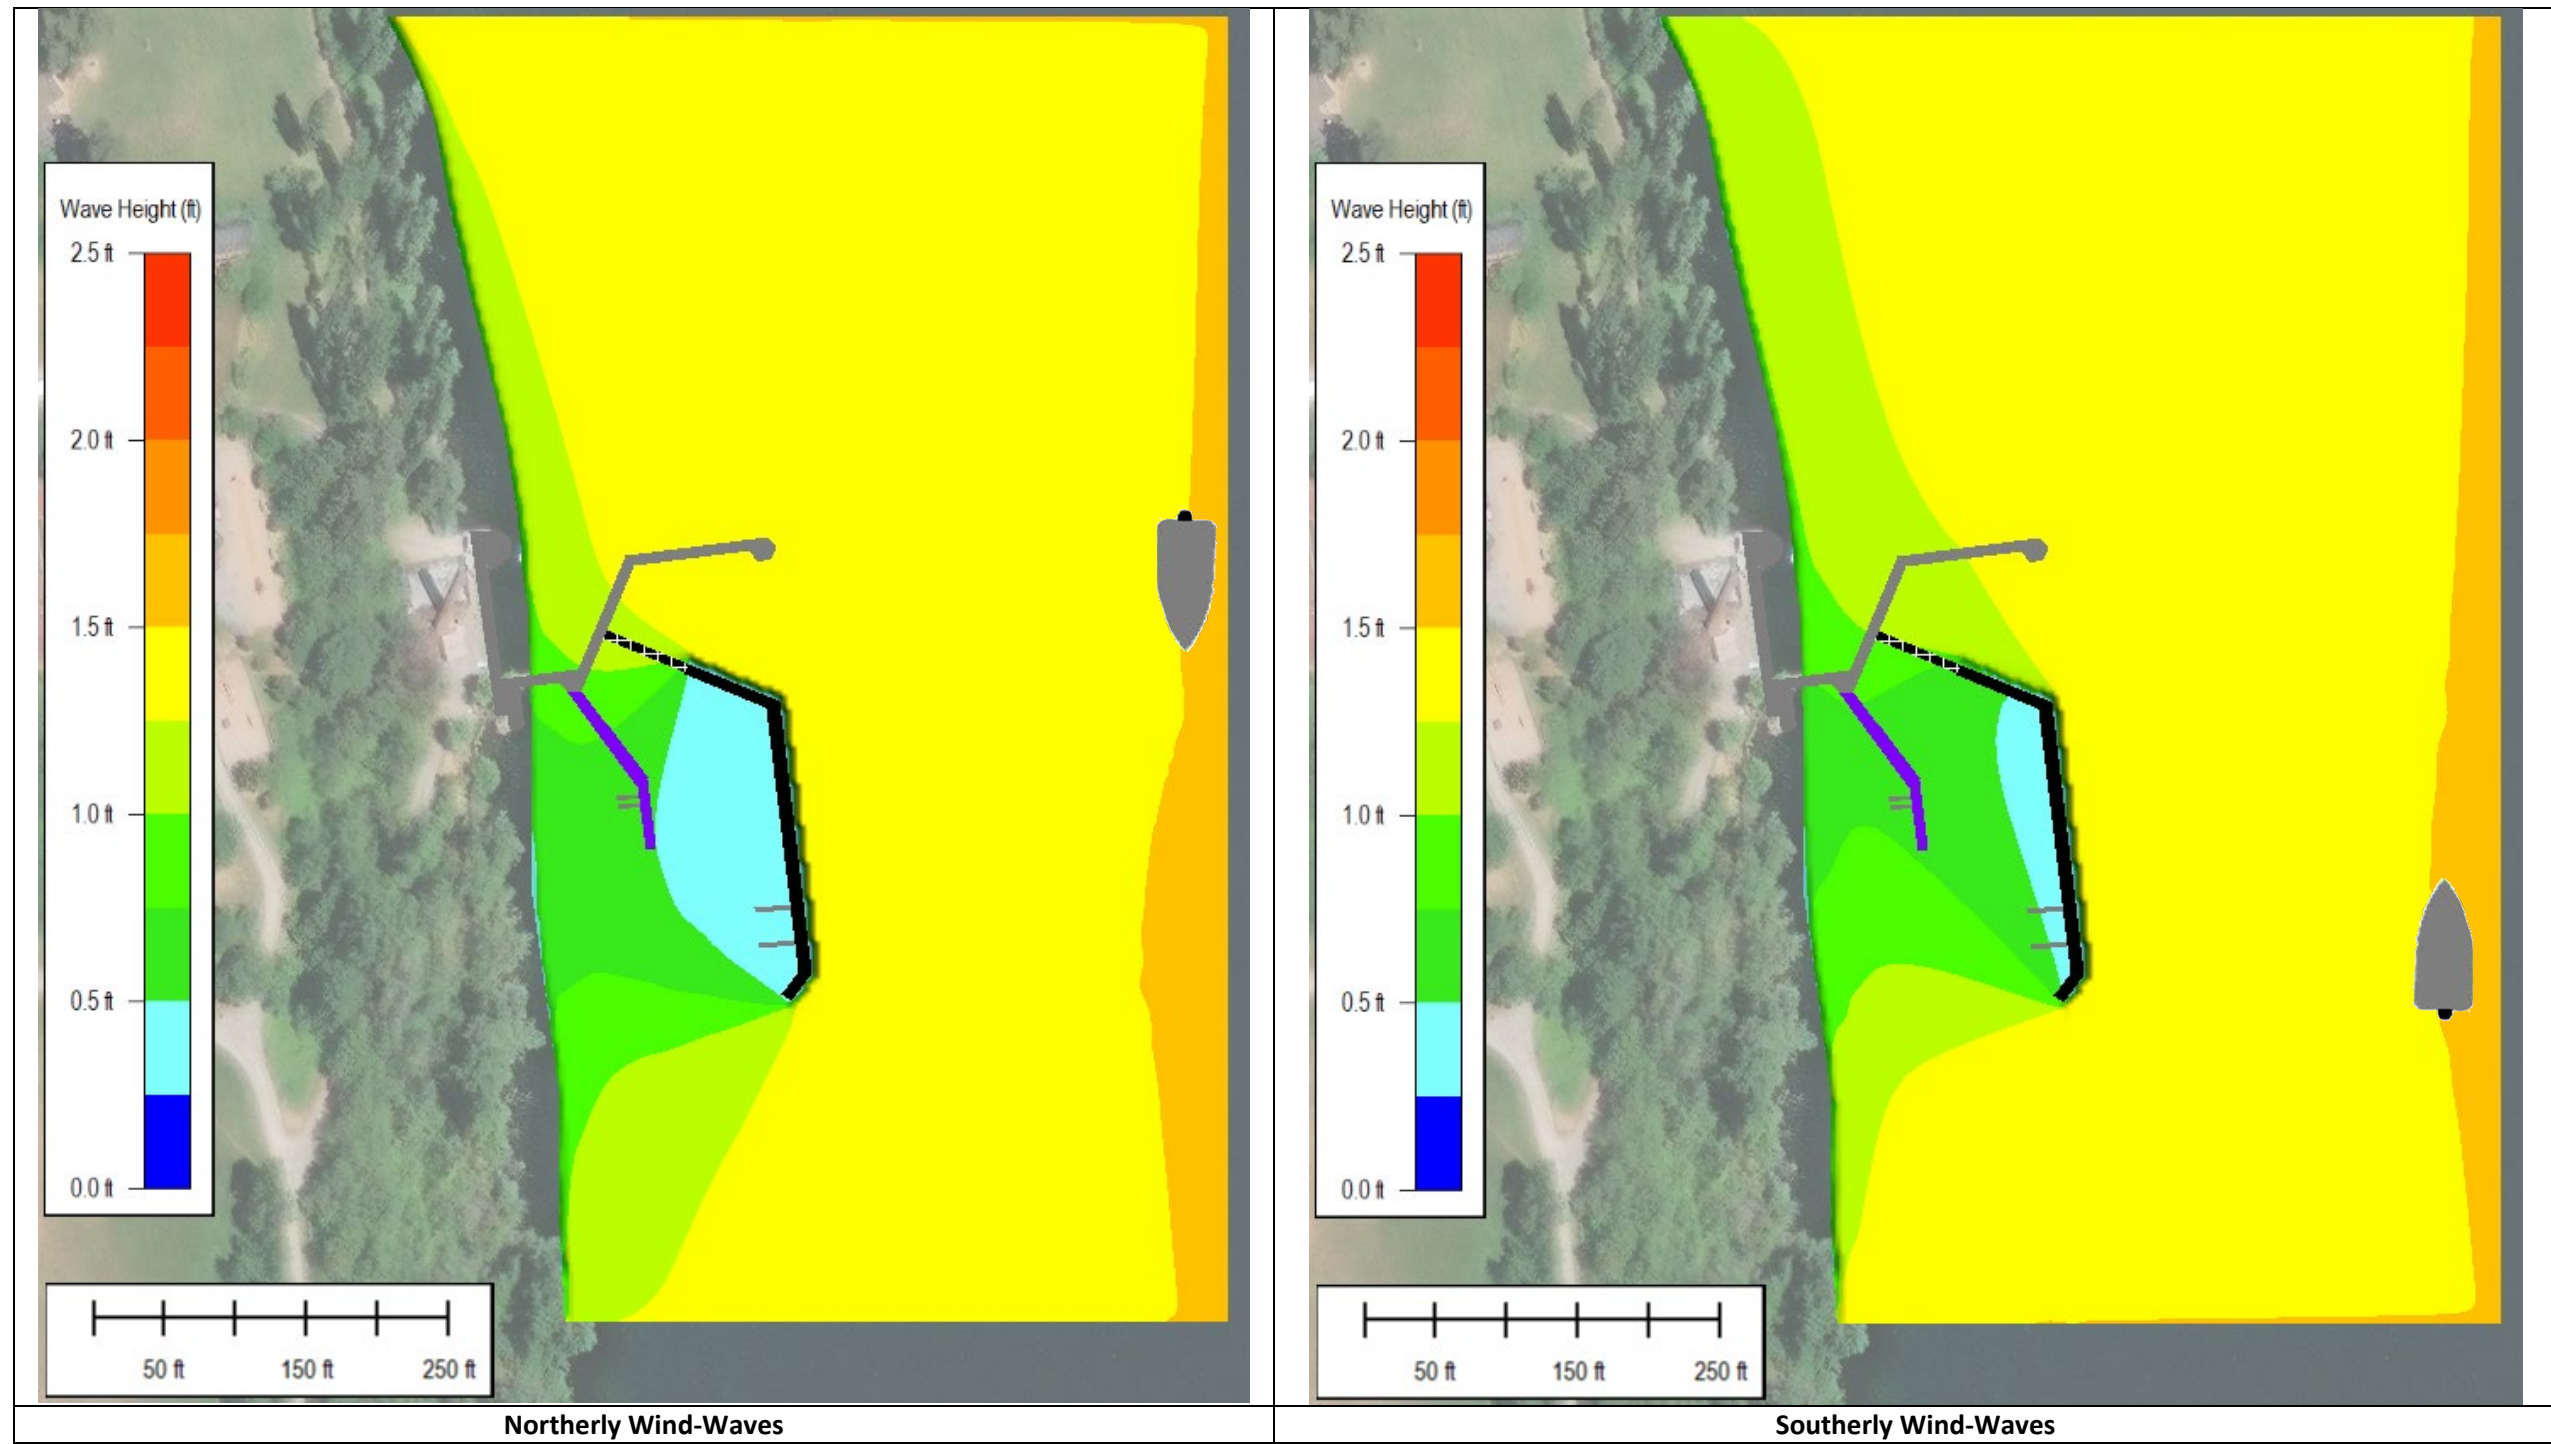 Wave Height (ft)
2.5 ft
2.0 ft
1.5 ft
1.0 ft
0.5 ft
0.0 ft
50 ft 150 ft 250 ft
Northerly Wind-Waves
Wave Height (ft)
2.5 ft
2.0 ft
1.5 ft
1.0 ft
0.5 ft
0.0 ft
50 ft 150 ft 250 ft
Southerly Wind-Waves